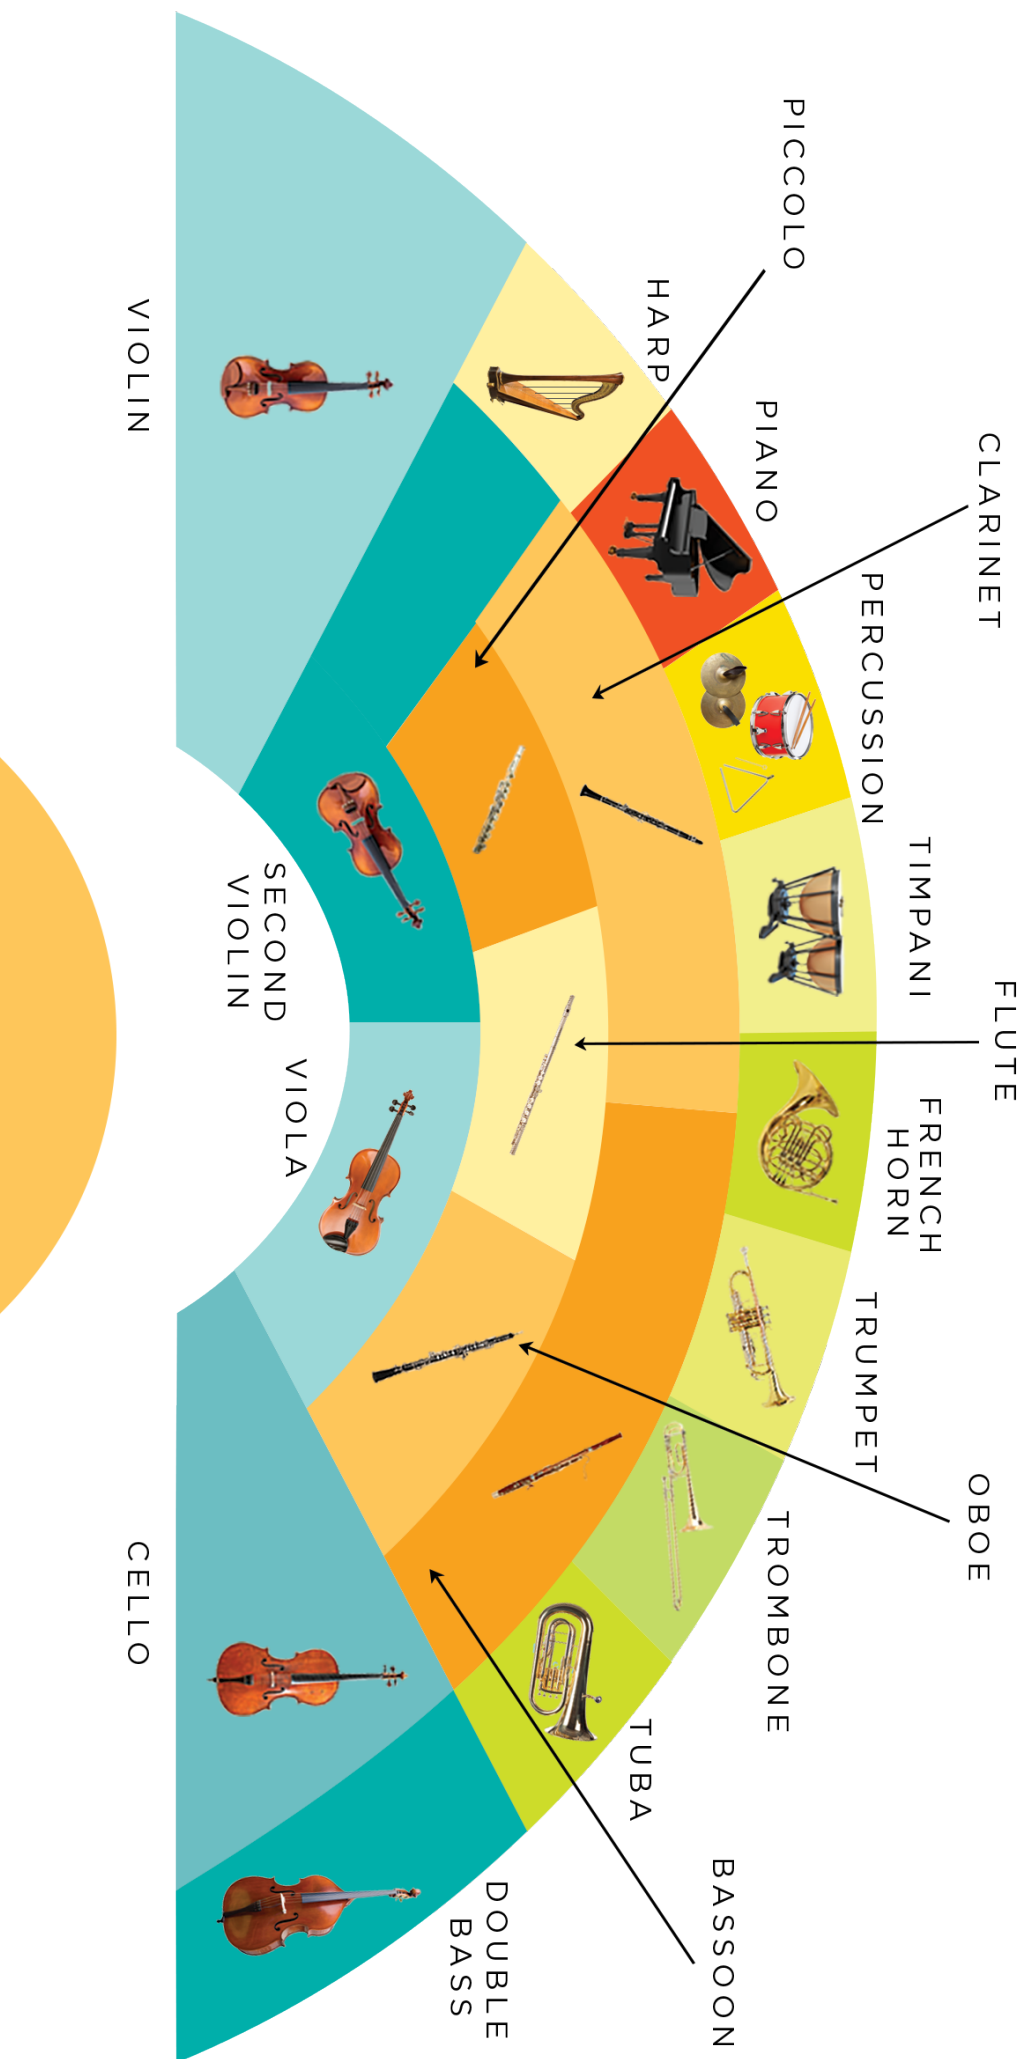 PICCOLO
CLARINET
FLUTE
OBOE
BASSOON
HARP
PIANO
PERCUSSION
TIMPANI
FRENCH
HORN
TRUMPET
TROMBONE
TUBA
DOUBLE
BASS
VIOLIN
SECOND
VIOLIN
VIOLA
CELLO